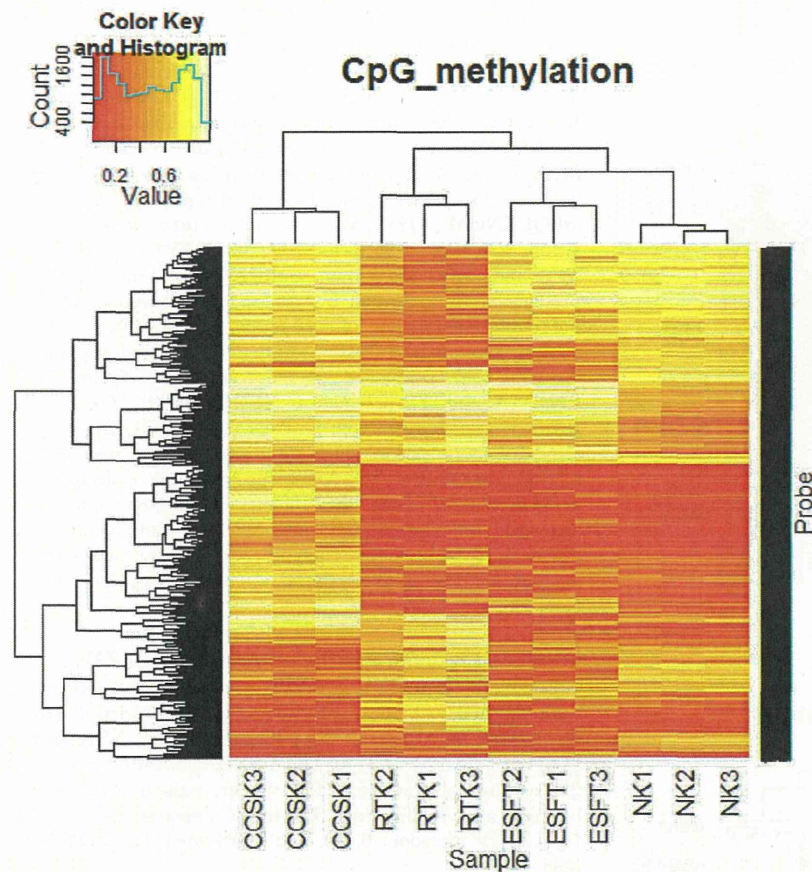 Color Key
and Histogram
Count
400
1600
0.2
0.6
Value
CpG_methylation
Probe
CCSK3
CCSK2
CCSK1
RTK2
RTK1
RTK3
ESFT2
ESFT1
ESFT3
NK1
NK2
NK3
Sample